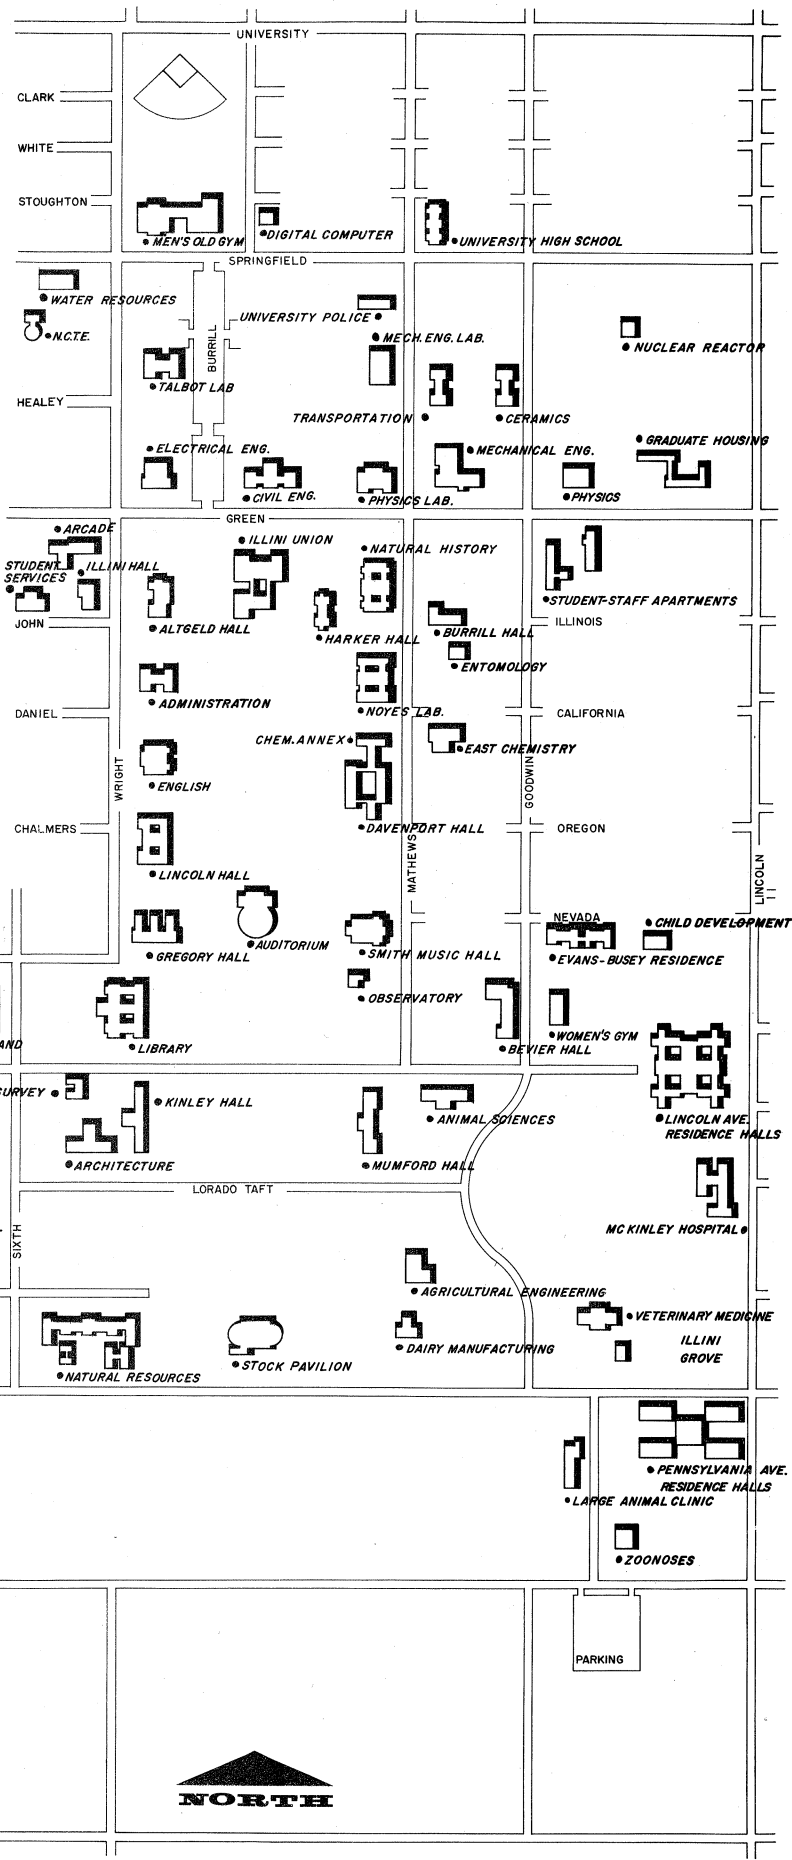 UNIVERSITY
CLARK
WHITE
STOUGHTON
MEN'S OLD GYM
DIGITAL COMPUTER
UNIVERSITY HIGH SCHOOL
SPRINGFIELD
WATER RESOURCES
UNIVERSITY POLICE
N.C.T.E.
BURRILL
MECH. ENG. LAB.
NUCLEAR REACTOR
TALBOT LAB
HEALEY
TRANSPORTATION
CERAMICS
ELECTRICAL ENG.
MECHANICAL ENG.
GRADUATE HOUSING
CIVIL ENG.
PHYSICS LAB.
PHYSICS
GREEN
ARCADE
ILLINI UNION
NATURAL HISTORY
STUDENT
SERVICES
ILLINI HALL
STUDENT-STAFF APARTMENTS
JOHN
ALTGELD HALL
HARKER HALL
BURRILL HALL
ILLINOIS
ENTOMOLOGY
ADMINISTRATION
NOYES LAB.
DANIEL
CALIFORNIA
CHEM. ANNEX
EAST CHEMISTRY
WRIGHT
ENGLISH
GOODWIN
CHALMERS
DAVENPORT HALL
OREGON
MATHEWS
LINCOLN HALL
LINCOLN
NEVADA
CHILD DEVELOPMENT
GREGORY HALL
AUDITORIUM
SMITH MUSIC HALL
EVANS-BUSEY RESIDENCE
OBSERVATORY
WOMEN'S GYM
AND
LIBRARY
BEVIER HALL
SURVEY
KINLEY HALL
ANIMAL SCIENCES
LINCOLN AVE.
RESIDENCE HALLS
ARCHITECTURE
MUMFORD HALL
LORADO TAFT
SIXTH
MC KINLEY HOSPITAL
AGRICULTURAL ENGINEERING
VETERINARY MEDICINE
DAIRY MANUFACTURING
ILLINI
GROVE
NATURAL RESOURCES
STOCK PAVILION
PENNSYLVANIA AVE.
RESIDENCE HALLS
LARGE ANIMAL CLINIC
ZOONOSES
PARKING
NORTH